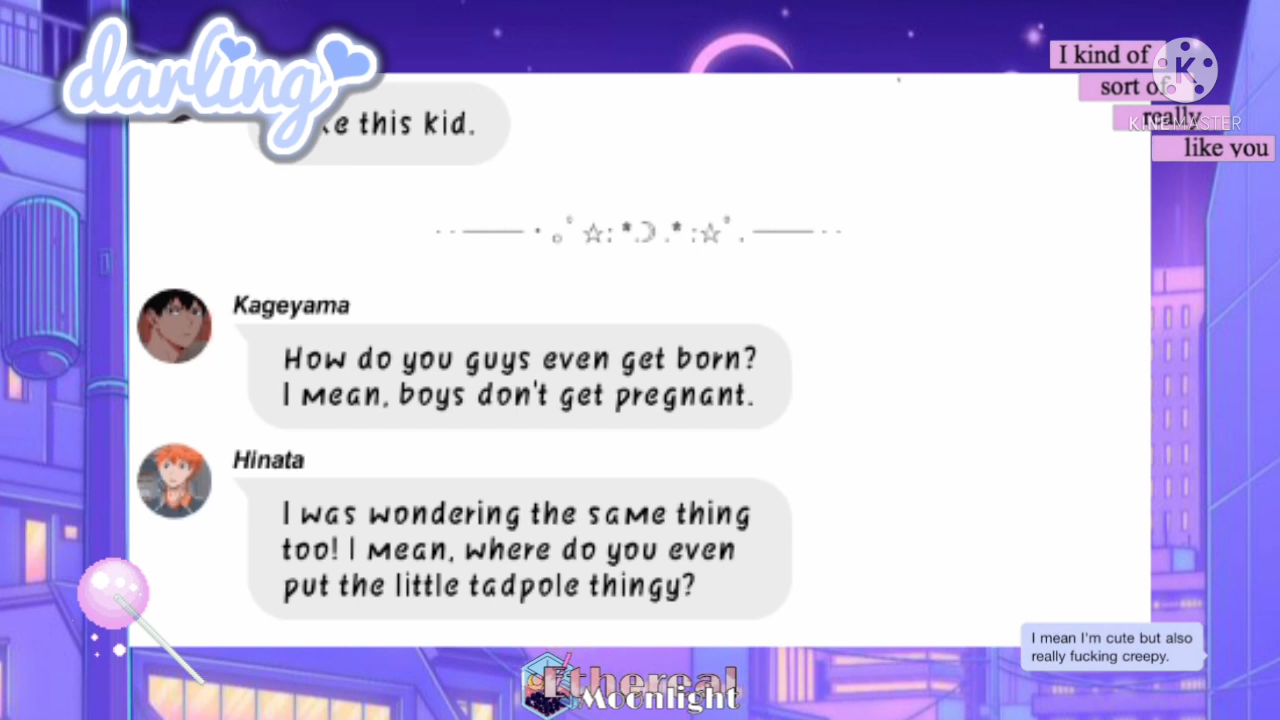 darling
I kind of
sort of
really
like you
K
KINEMASTER
this kid.
Kageyama
How do you guys even get born?
I mean, boys don't get pregnant.
Hinata
I was wondering the same thing
too! I mean, where do you even
put the little tadpole thingy?
I mean I'm cute but also
really fucking creepy.
Ethereal
Moonlight